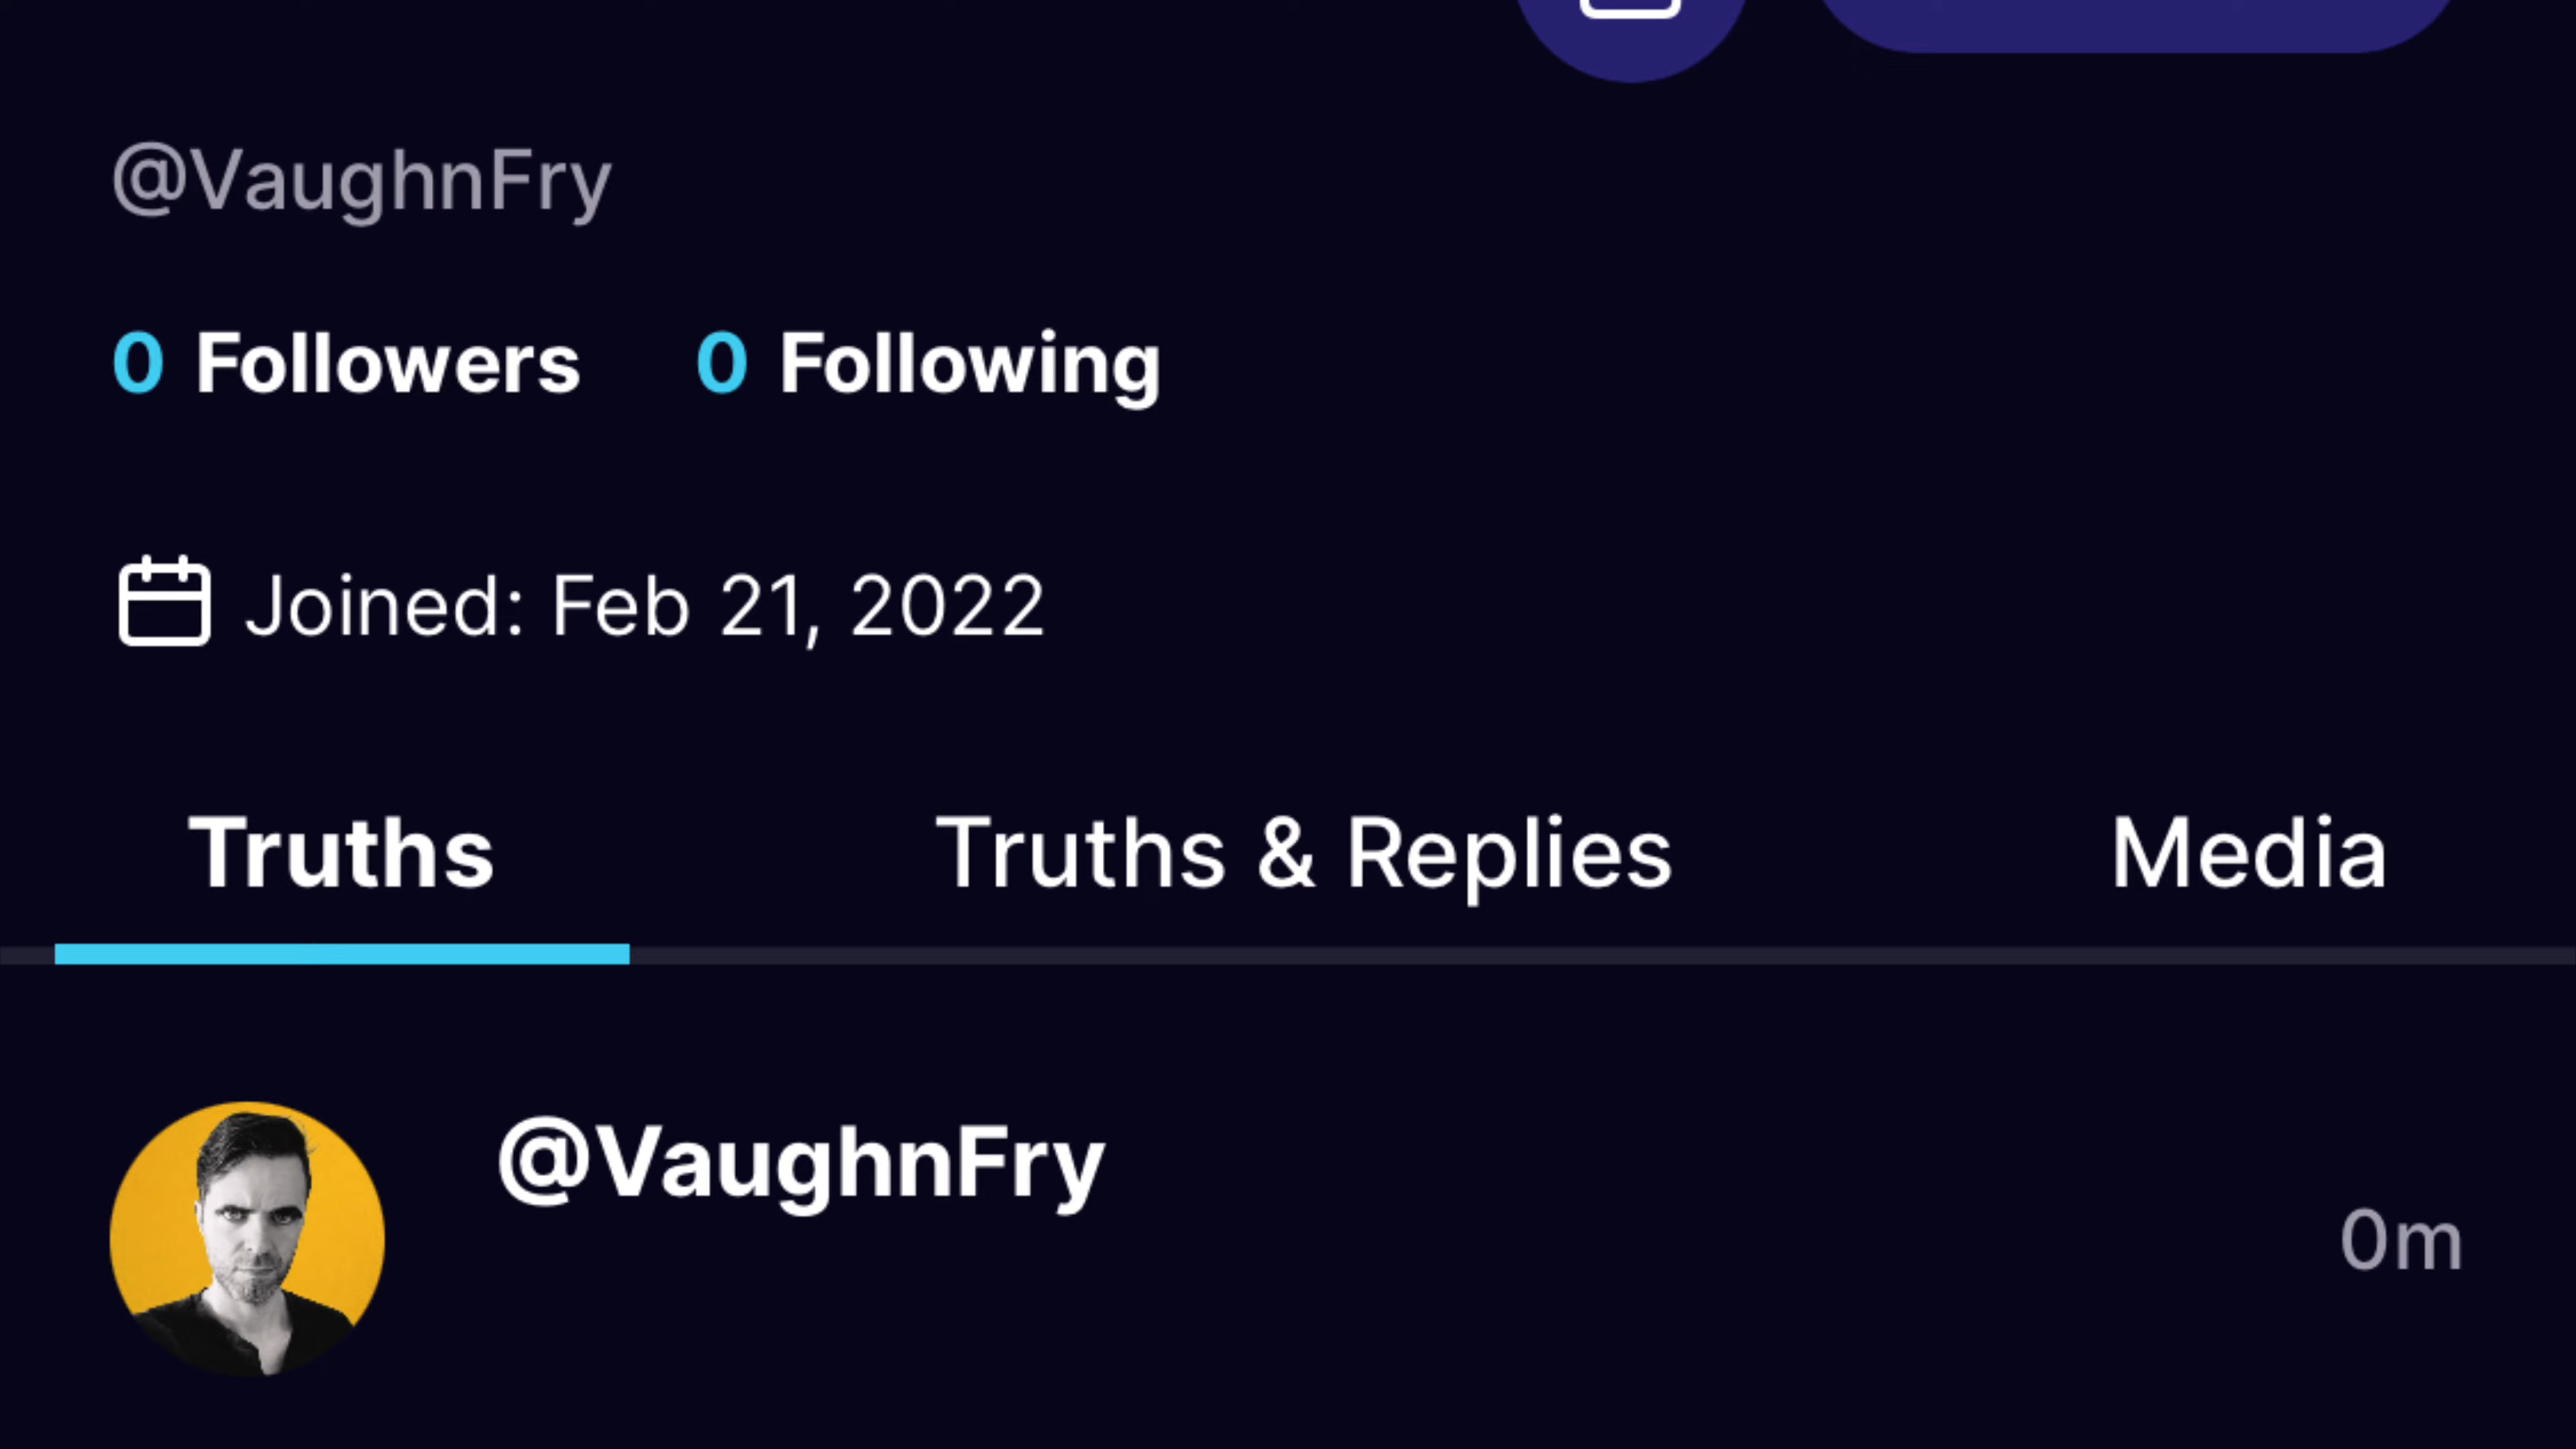 @VaughnFry
0 Followers 0 Following
Joined: Feb 21, 2022
Truths Truths & Replies Media
@VaughnFry
0m